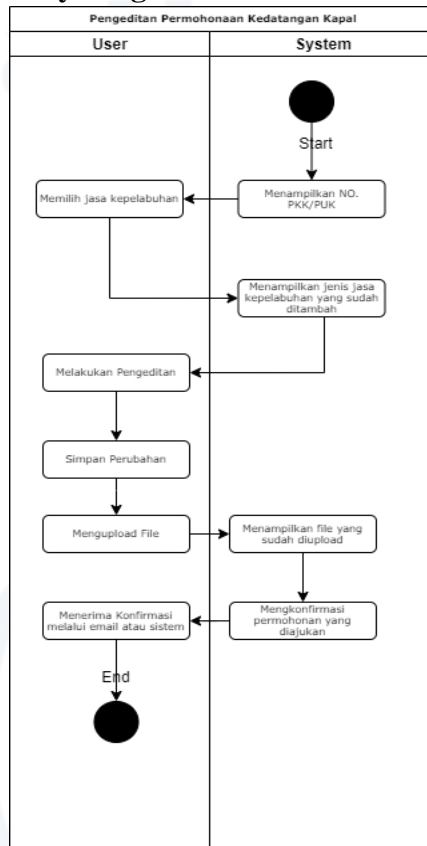 Pengeditan Permohonaan Kedatangan Kapal
User
System
Start
Menampilkan NO.
PKK/PUK
Memilih jasa kepelabuhan
Menampilkan jenis jasa
kepelabuhan yang sudah
ditambah
Melakukan Pengeditan
Simpan Perubahan
Mengupload File
Menampilkan file yang
sudah diupload
Mengkonfirmasi
permohonan yang
diajukan
Menerima Konfirmasi
melalui email atau sistem
End